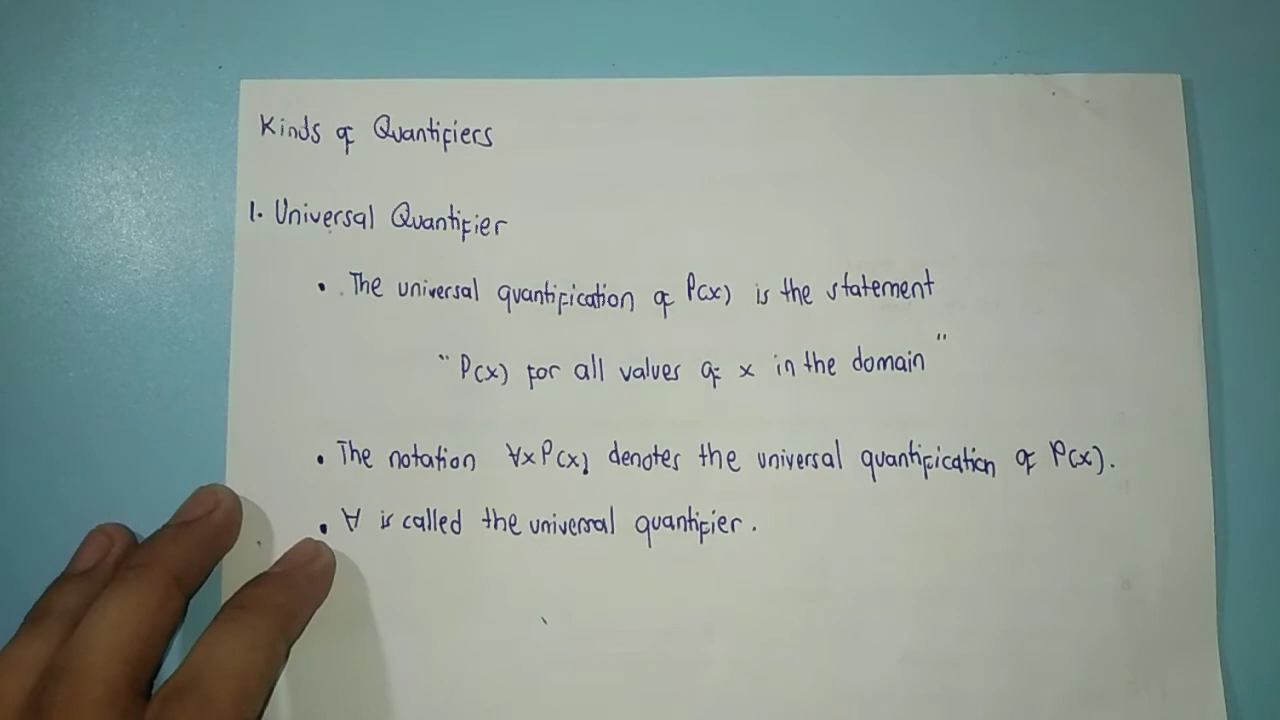 Kinds of Quantifiers
1. Universal Quantifier
• The universal quantification of P(x) is the statement
" P(x) for all values of x in the domain "
• The notation ∀x P(x) denotes the universal quantification of P(x).
• ∀ is called the universal quantifier.